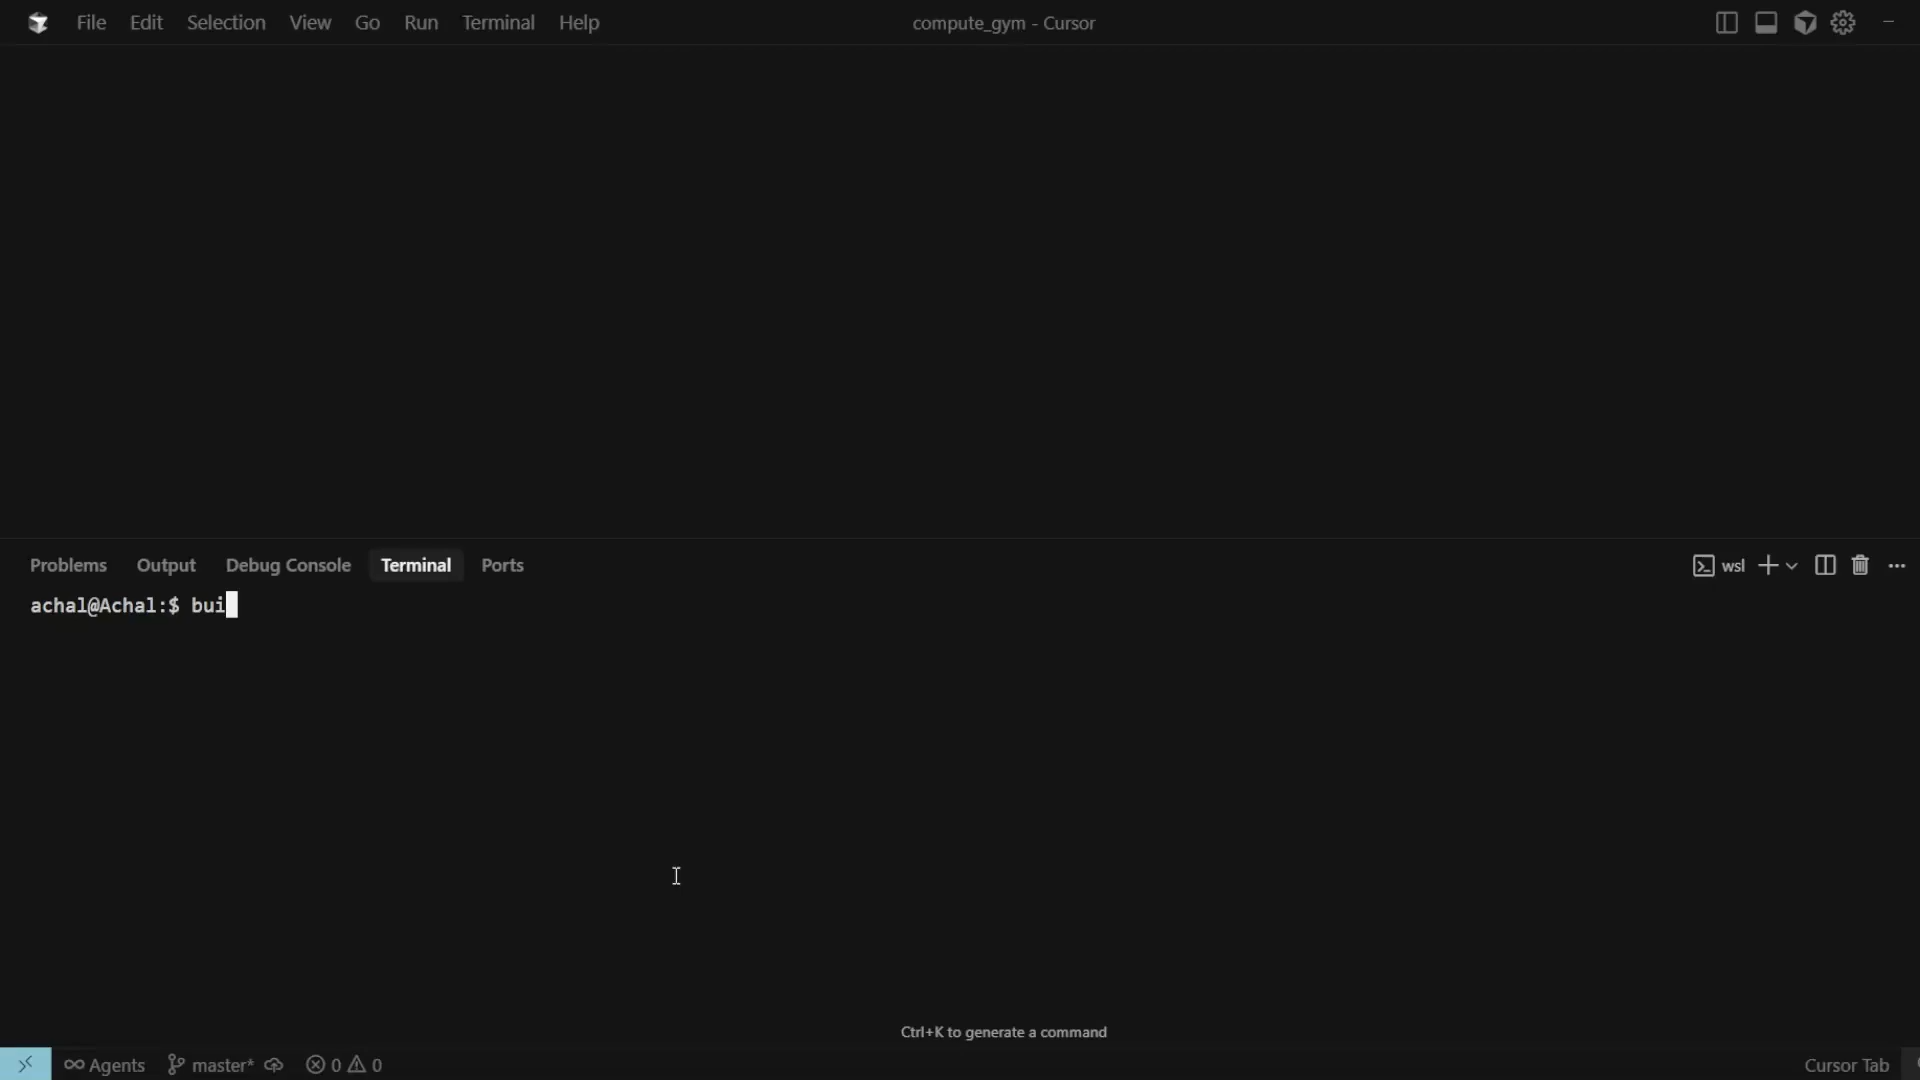 File Edit Selection View Go Run Terminal Help
compute_gym - Cursor
Problems Output Debug Console Terminal Ports
wsl
achal@Achal:$ bui
Ctrl+K to generate a command
Agents master* 0 0
Cursor Tab